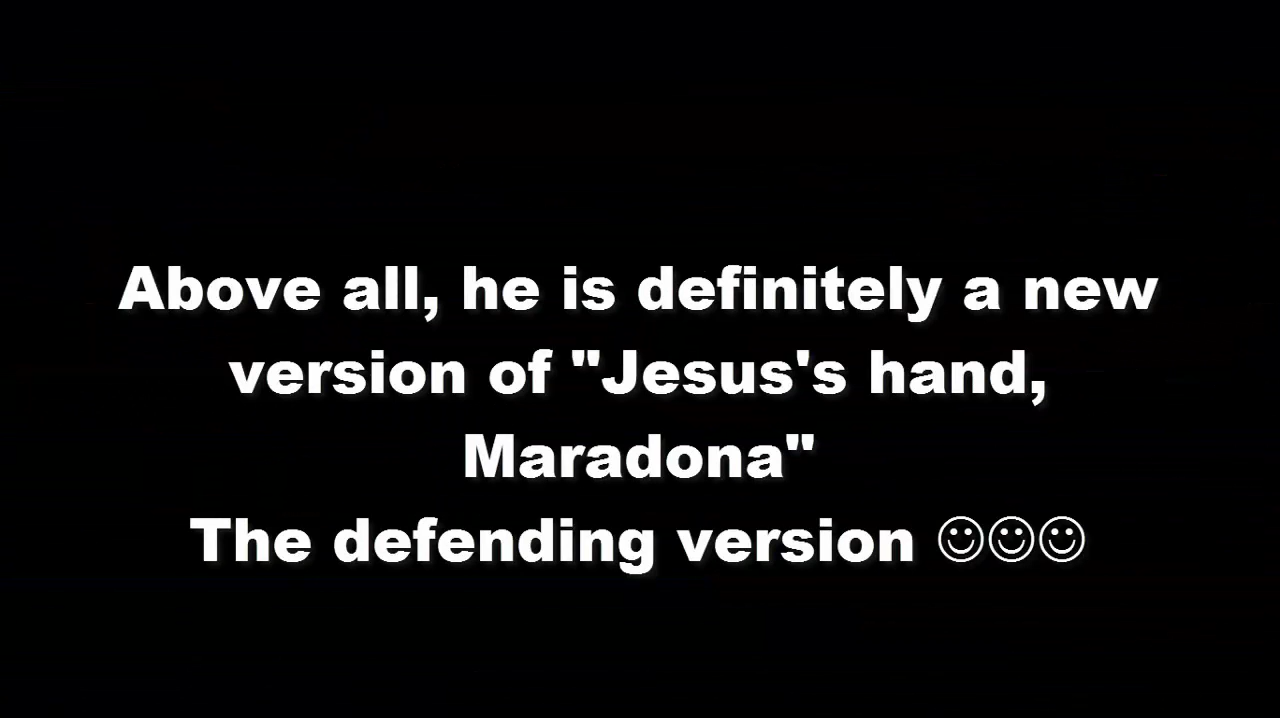 Above all, he is definitely a new
version of "Jesus's hand,
Maradona"
The defending version ☺☺☺